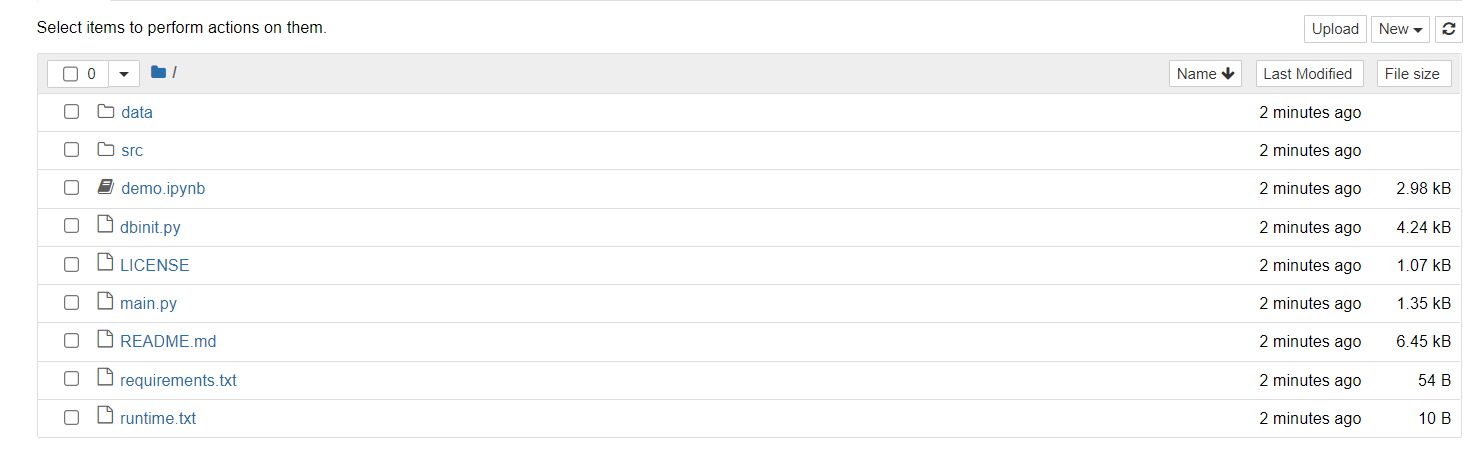 Select items to perform actions on them.
Upload New
0 / Name Last Modified File size
data 2 minutes ago
src 2 minutes ago
demo.ipynb 2 minutes ago 2.98 kB
dbinit.py 2 minutes ago 4.24 kB
LICENSE 2 minutes ago 1.07 kB
main.py 2 minutes ago 1.35 kB
README.md 2 minutes ago 6.45 kB
requirements.txt 2 minutes ago 54 B
runtime.txt 2 minutes ago 10 B